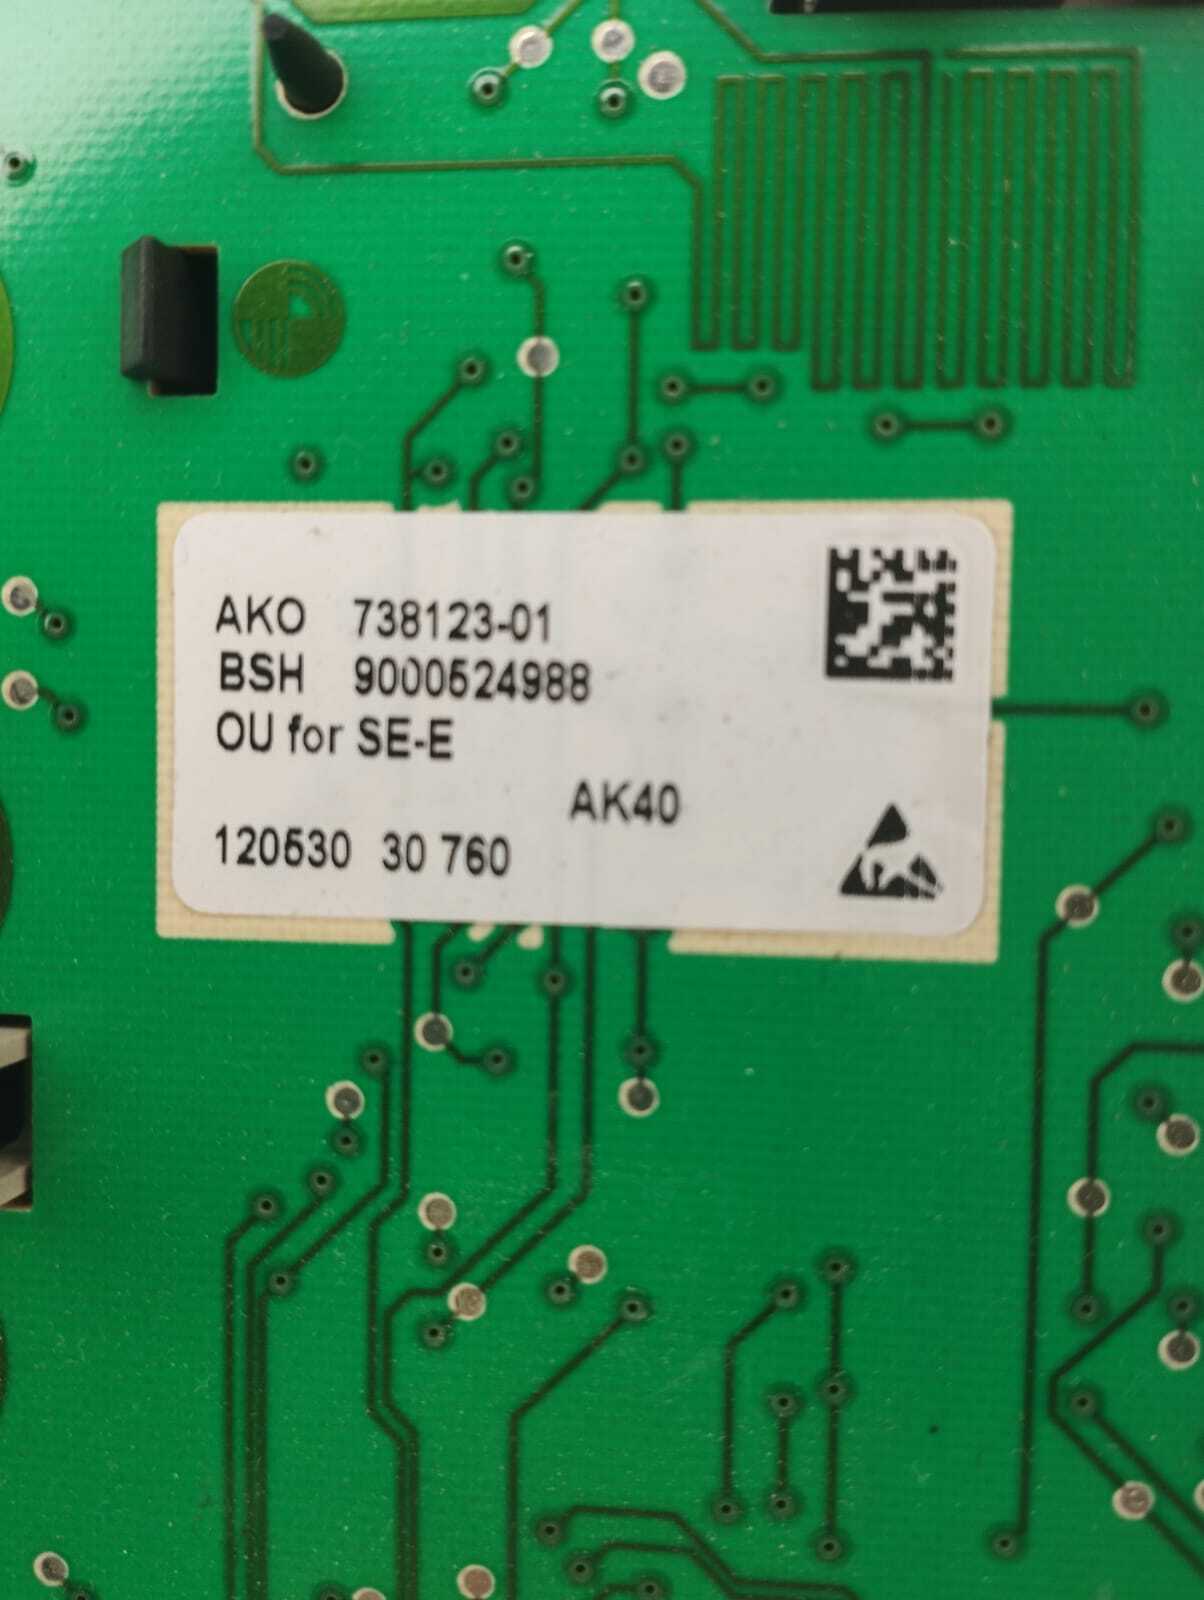 AKO 738123-01
BSH 9000524988
OU for SE-E
AK40
120530 30 760